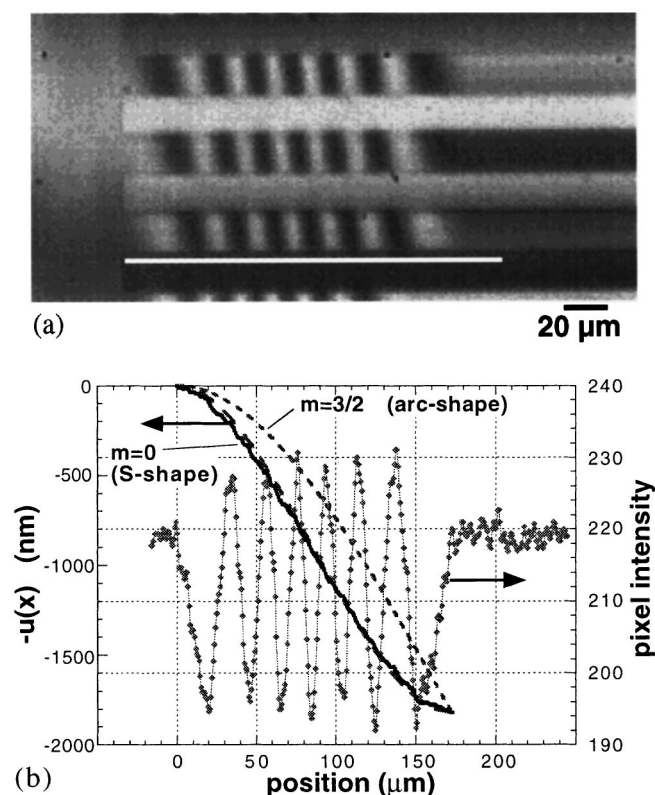 (a)
20 µm
0
-500
-1000
-1500
-2000
-u(x) (nm)
m=3/2 (arc-shape)
m=0
(S-shape)
240
230
220
210
200
190
pixel intensity
0 50 100 150 200
position (µm)
(b)